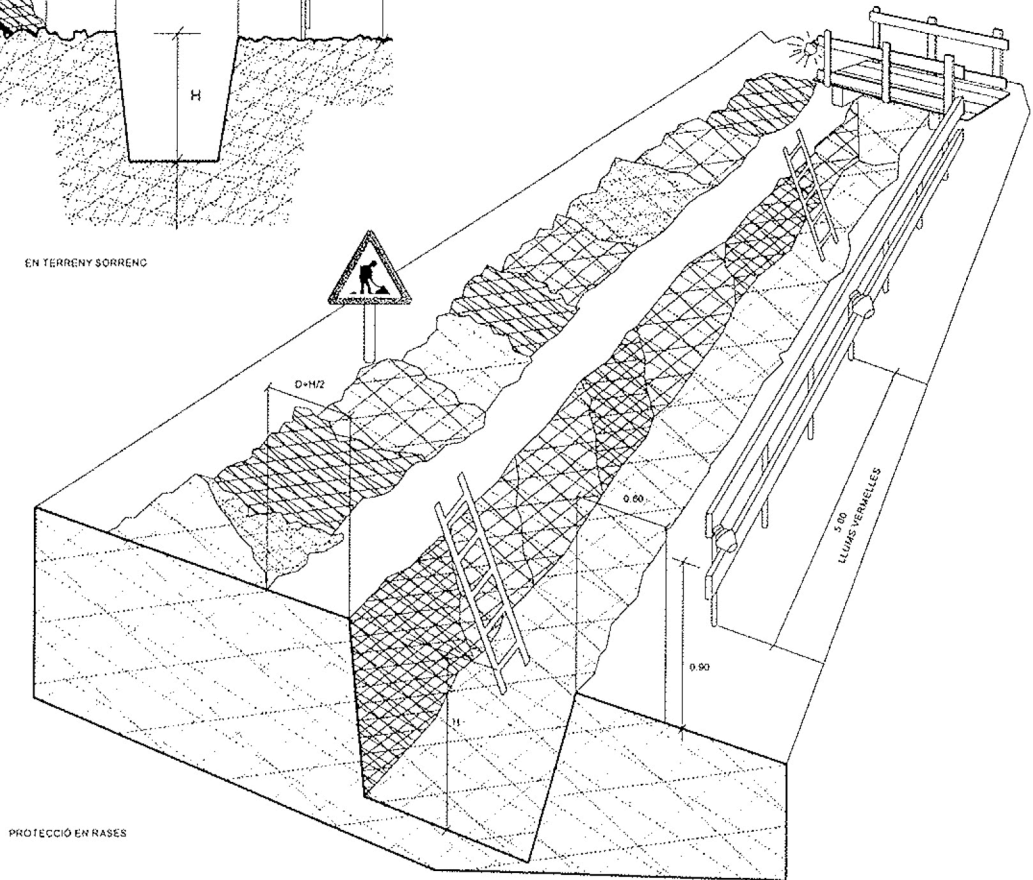 H
EN TERRENY SORRENC
D=H/2
0.60
5.00
LLUMS VERMELLES
0.90
H
PROTECCIÓ EN RASES